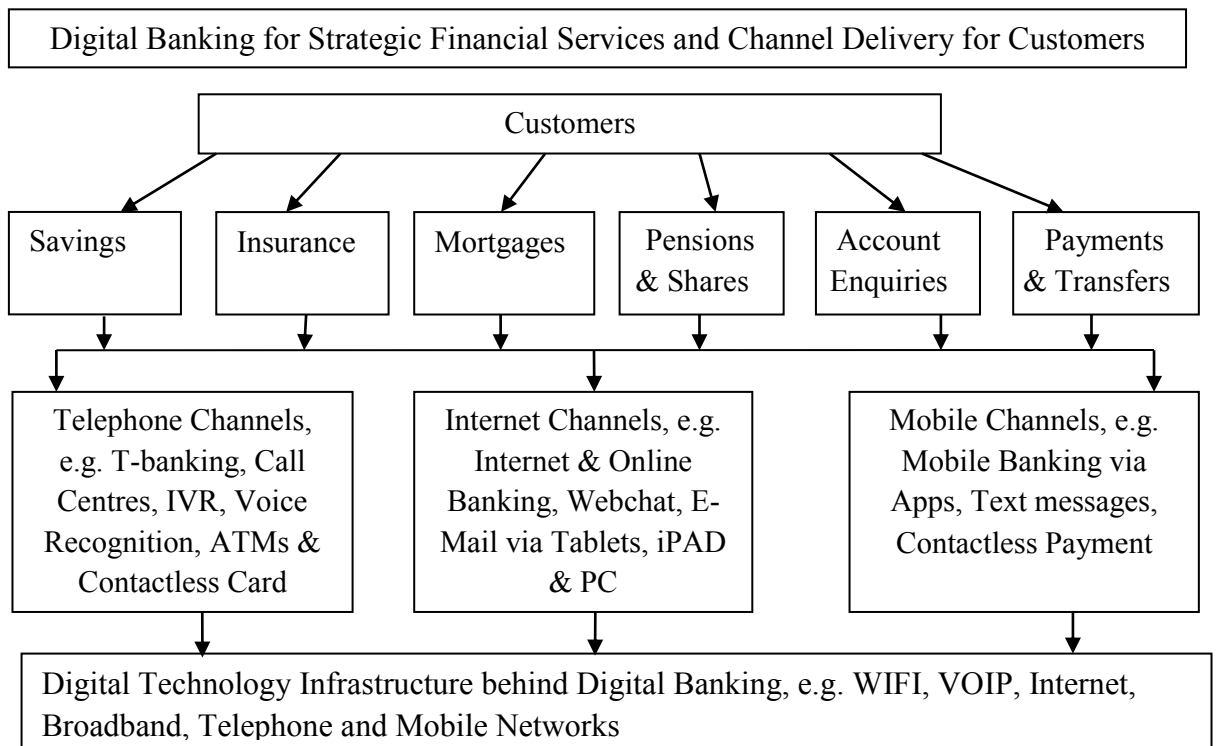 Digital Banking for Strategic Financial Services and Channel Delivery for Customers
Customers
Savings
Insurance
Mortgages
Pensions
& Shares
Account
Enquiries
Payments
& Transfers
Telephone Channels,
e.g. T-banking, Call
Centres, IVR, Voice
Recognition, ATMs &
Contactless Card
Internet Channels, e.g.
Internet & Online
Banking, Webchat, E-
Mail via Tablets, iPAD
& PC
Mobile Channels, e.g.
Mobile Banking via
Apps, Text messages,
Contactless Payment
Digital Technology Infrastructure behind Digital Banking, e.g. WIFI, VOIP, Internet,
Broadband, Telephone and Mobile Networks